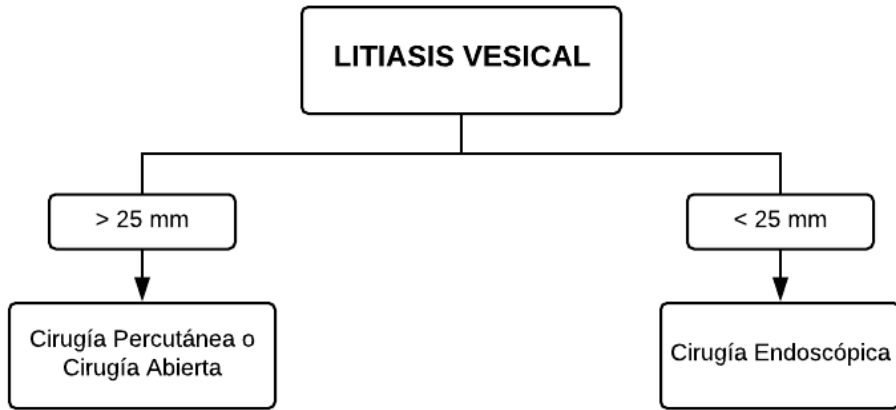 LITIASIS VESICAL
> 25 mm
< 25 mm
Cirugía Percutánea o
Cirugía Abierta
Cirugía Endoscópica